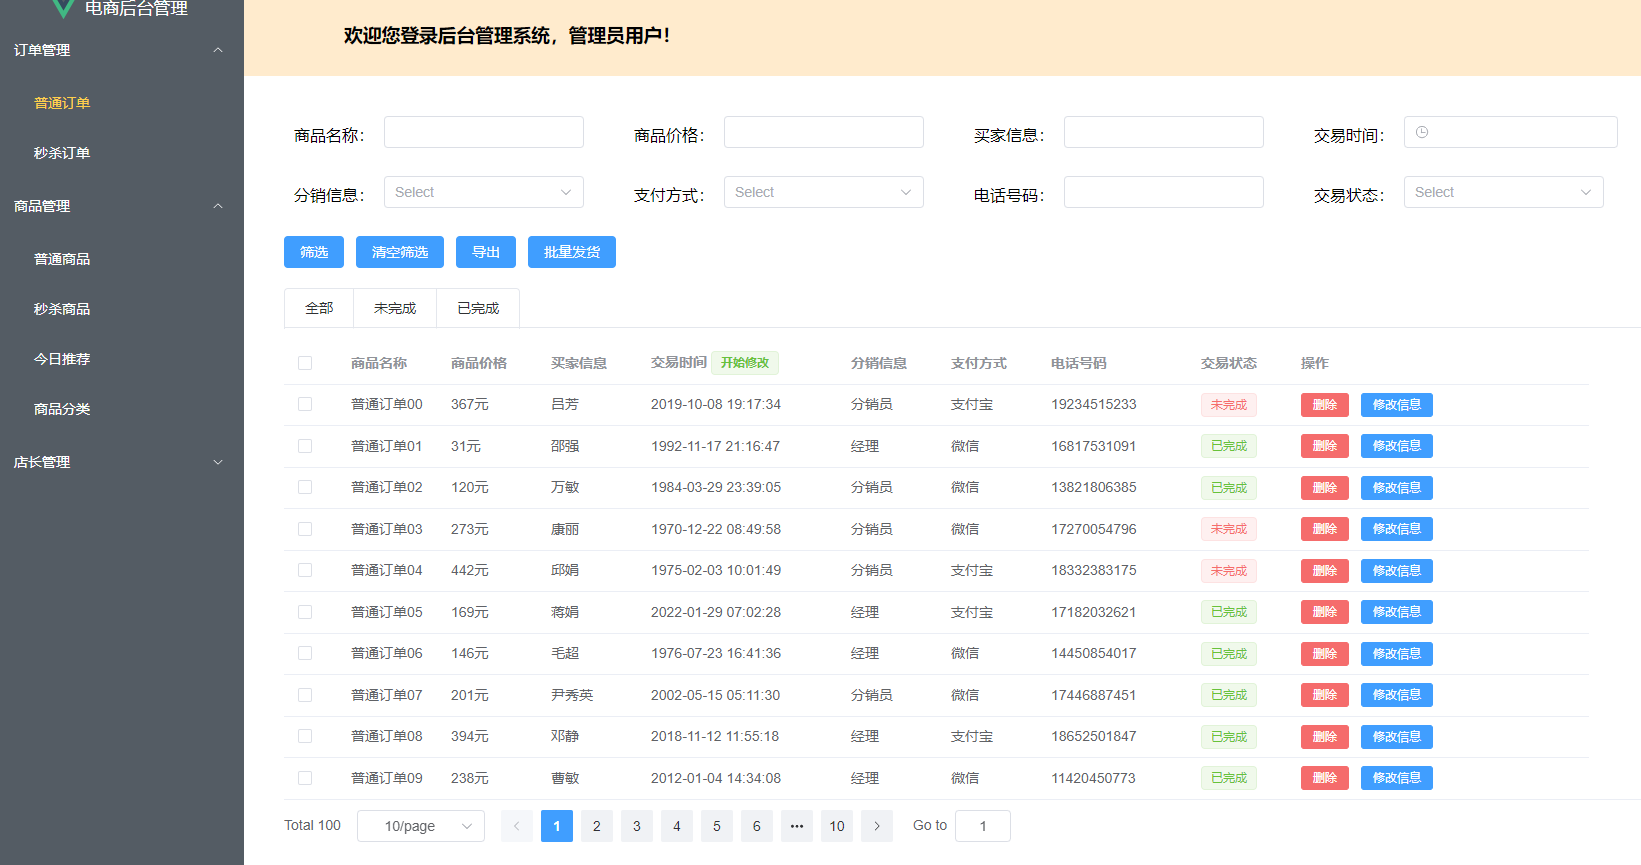 电商后台管理
订单管理
普通订单
秒杀订单
商品管理
普通商品
秒杀商品
今日推荐
商品分类
店长管理
欢迎您登录后台管理系统，管理员用户！
商品名称： 商品价格： 买家信息： 交易时间：
分销信息： Select 支付方式： Select 电话号码： 交易状态： Select
筛选 清空筛选 导出 批量发货
全部 未完成 已完成
商品名称 商品价格 买家信息 交易时间 开始修改 分销信息 支付方式 电话号码 交易状态 操作
普通订单00 367元 吕芳 2019-10-08 19:17:34 分销员 支付宝 19234515233 未完成 删除 修改信息
普通订单01 31元 邵强 1992-11-17 21:16:47 经理 微信 16817531091 已完成 删除 修改信息
普通订单02 120元 万敏 1984-03-29 23:39:05 分销员 微信 13821806385 已完成 删除 修改信息
普通订单03 273元 康丽 1970-12-22 08:49:58 分销员 微信 17270054796 未完成 删除 修改信息
普通订单04 442元 邱娟 1975-02-03 10:01:49 分销员 支付宝 18332383175 未完成 删除 修改信息
普通订单05 169元 蒋娟 2022-01-29 07:02:28 经理 支付宝 17182032621 已完成 删除 修改信息
普通订单06 146元 毛超 1976-07-23 16:41:36 经理 微信 14450854017 已完成 删除 修改信息
普通订单07 201元 尹秀英 2002-05-15 05:11:30 分销员 微信 17446887451 已完成 删除 修改信息
普通订单08 394元 邓静 2018-11-12 11:55:18 经理 支付宝 18652501847 已完成 删除 修改信息
普通订单09 238元 曹敏 2012-01-04 14:34:08 经理 微信 11420450773 已完成 删除 修改信息
Total 100 10/page 1 2 3 4 5 6 ••• 10 Go to 1